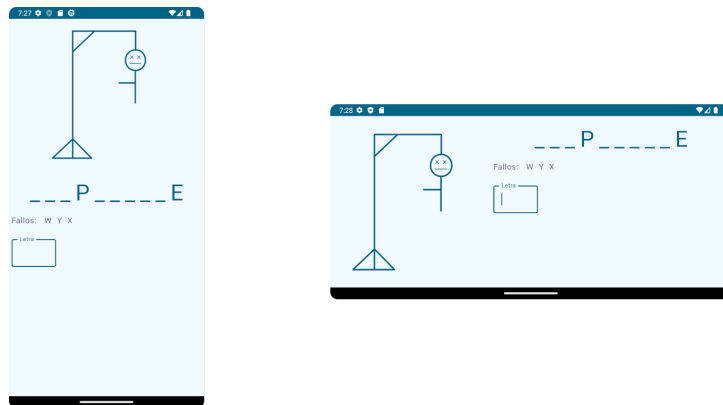 7:27
_ _ _ P _ _ _ _ _ E
Fallos: W Y X
Letra
7:28
_ _ _ P _ _ _ _ _ E
Fallos: W Y X
Letra